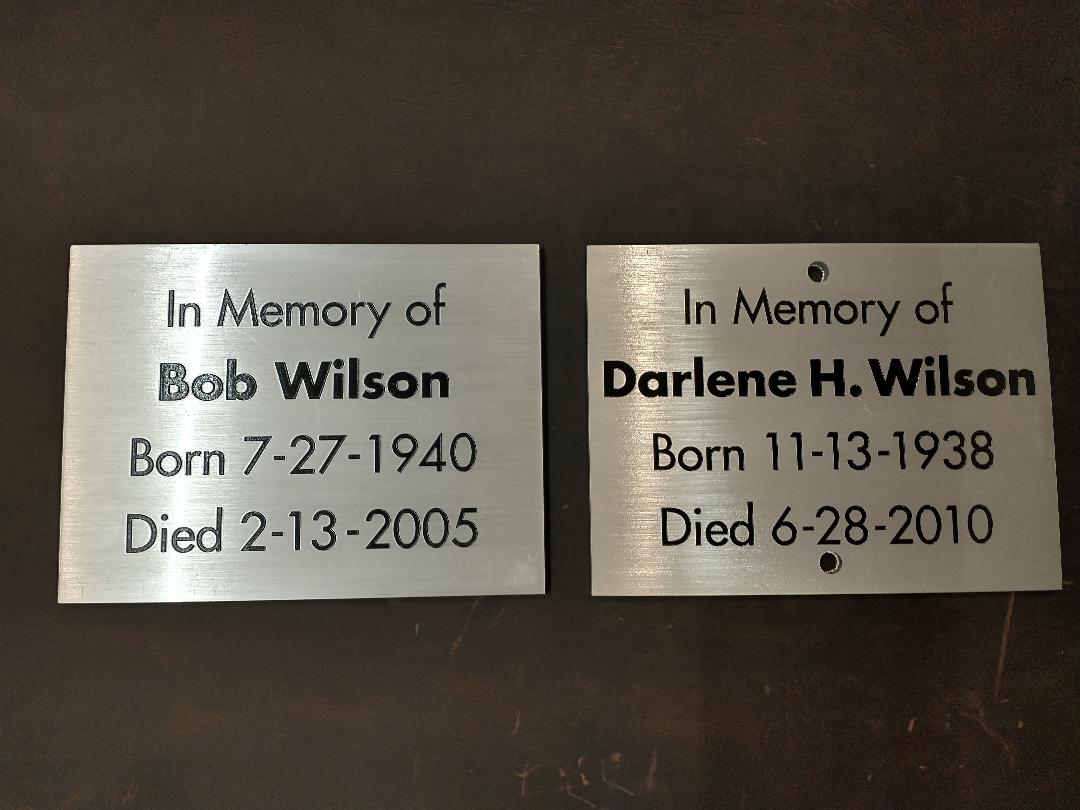 In Memory of
Bob Wilson
Born 7-27-1940
Died 2-13-2005
In Memory of
Darlene H. Wilson
Born 11-13-1938
Died 6-28-2010